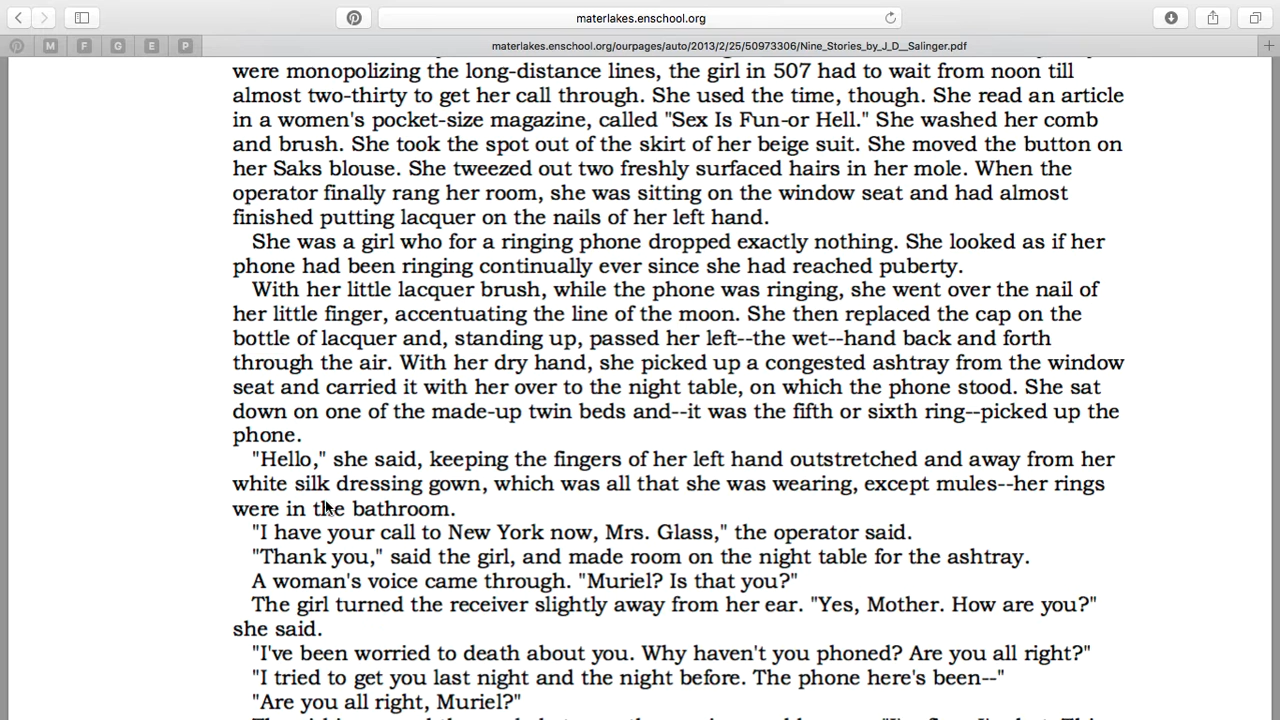 materlakes.enschool.org
M F G E P
materlakes.enschool.org/ourpages/auto/2013/2/25/50973306/Nine_Stories_by_J_D__Salinger.pdf
were monopolizing the long-distance lines, the girl in 507 had to wait from noon till
almost two-thirty to get her call through. She used the time, though. She read an article
in a women's pocket-size magazine, called "Sex Is Fun-or Hell." She washed her comb
and brush. She took the spot out of the skirt of her beige suit. She moved the button on
her Saks blouse. She tweezed out two freshly surfaced hairs in her mole. When the
operator finally rang her room, she was sitting on the window seat and had almost
finished putting lacquer on the nails of her left hand.
She was a girl who for a ringing phone dropped exactly nothing. She looked as if her
phone had been ringing continually ever since she had reached puberty.
With her little lacquer brush, while the phone was ringing, she went over the nail of
her little finger, accentuating the line of the moon. She then replaced the cap on the
bottle of lacquer and, standing up, passed her left--the wet--hand back and forth
through the air. With her dry hand, she picked up a congested ashtray from the window
seat and carried it with her over to the night table, on which the phone stood. She sat
down on one of the made-up twin beds and--it was the fifth or sixth ring--picked up the
phone.
"Hello," she said, keeping the fingers of her left hand outstretched and away from her
white silk dressing gown, which was all that she was wearing, except mules--her rings
were in the bathroom.
"I have your call to New York now, Mrs. Glass," the operator said.
"Thank you," said the girl, and made room on the night table for the ashtray.
A woman's voice came through. "Muriel? Is that you?"
The girl turned the receiver slightly away from her ear. "Yes, Mother. How are you?"
she said.
"I've been worried to death about you. Why haven't you phoned? Are you all right?"
"I tried to get you last night and the night before. The phone here's been--"
"Are you all right, Muriel?"